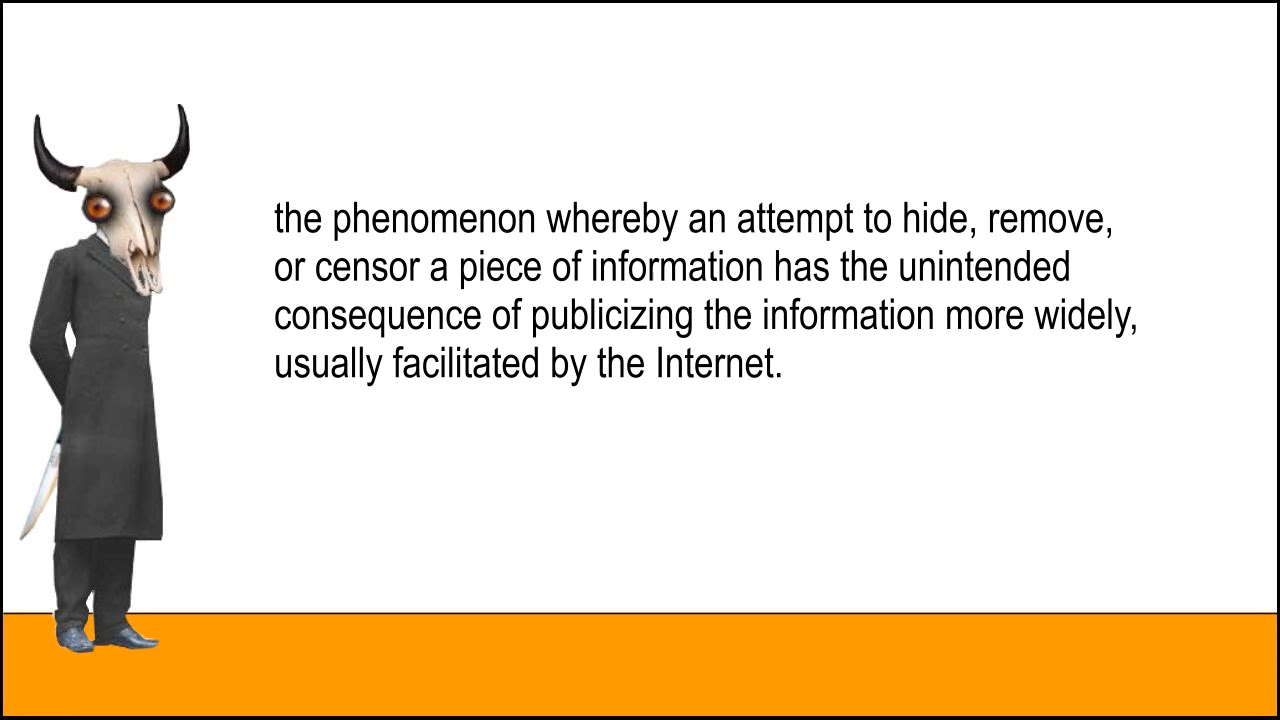 the phenomenon whereby an attempt to hide, remove,
or censor a piece of information has the unintended
consequence of publicizing the information more widely,
usually facilitated by the Internet.